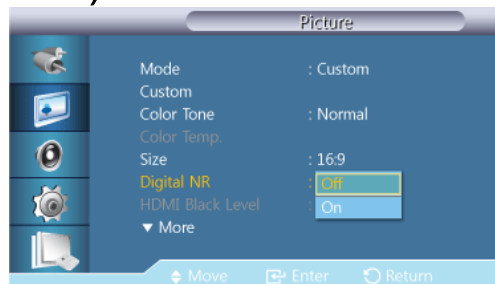 Picture
Mode : Custom
Custom
Color Tone : Normal
Color Temp.
Size : 16:9
Digital NR : Off
HDMI Black Level : On
▼ More
Move Enter Return